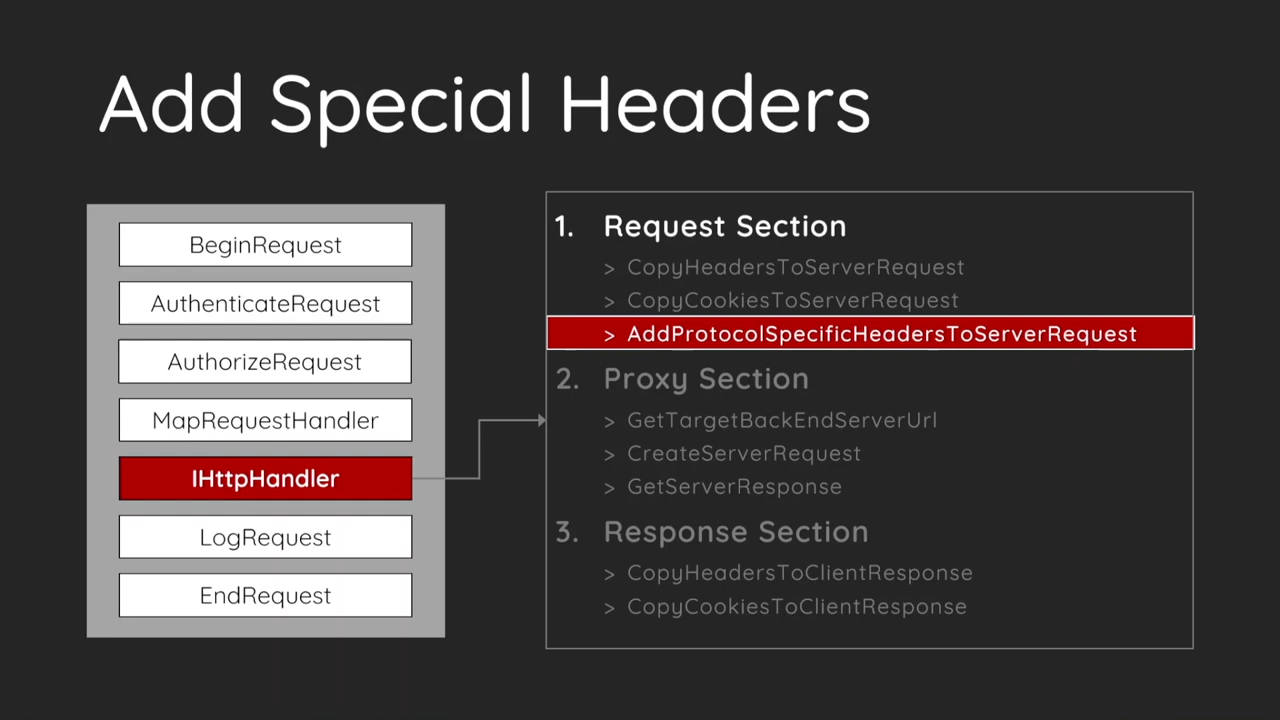 Add Special Headers
BeginRequest
AuthenticateRequest
AuthorizeRequest
MapRequestHandler
IHttpHandler
LogRequest
EndRequest
1. Request Section
> CopyHeadersToServerRequest
> CopyCookiesToServerRequest
> AddProtocolSpecificHeadersToServerRequest
2. Proxy Section
> GetTargetBackEndServerUrl
> CreateServerRequest
> GetServerResponse
3. Response Section
> CopyHeadersToClientResponse
> CopyCookiesToClientResponse